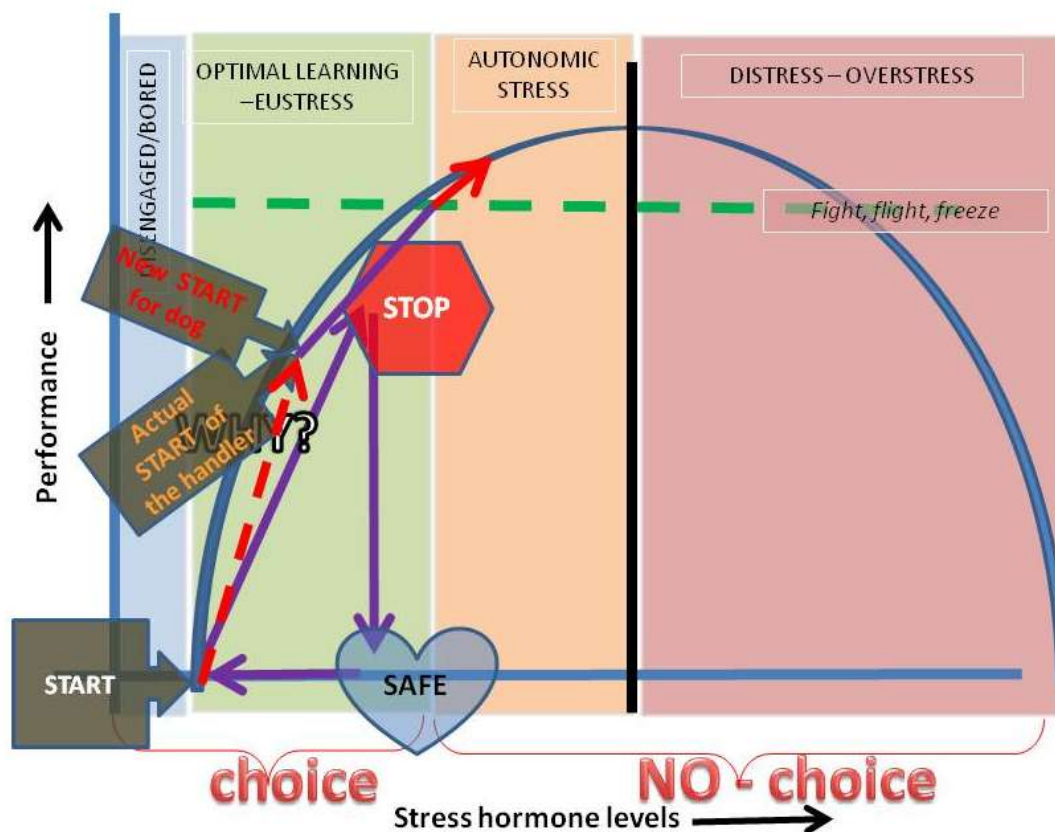 DISENGAGED/BORED
OPTIMAL LEARNING
–EUSTRESS
AUTONOMIC
STRESS
DISTRESS – OVERSTRESS
Fight, flight, freeze
New START
for dog
STOP
Actual
START of
the handler
WHY?
Performance
START
SAFE
choice
NO - choice
Stress hormone levels